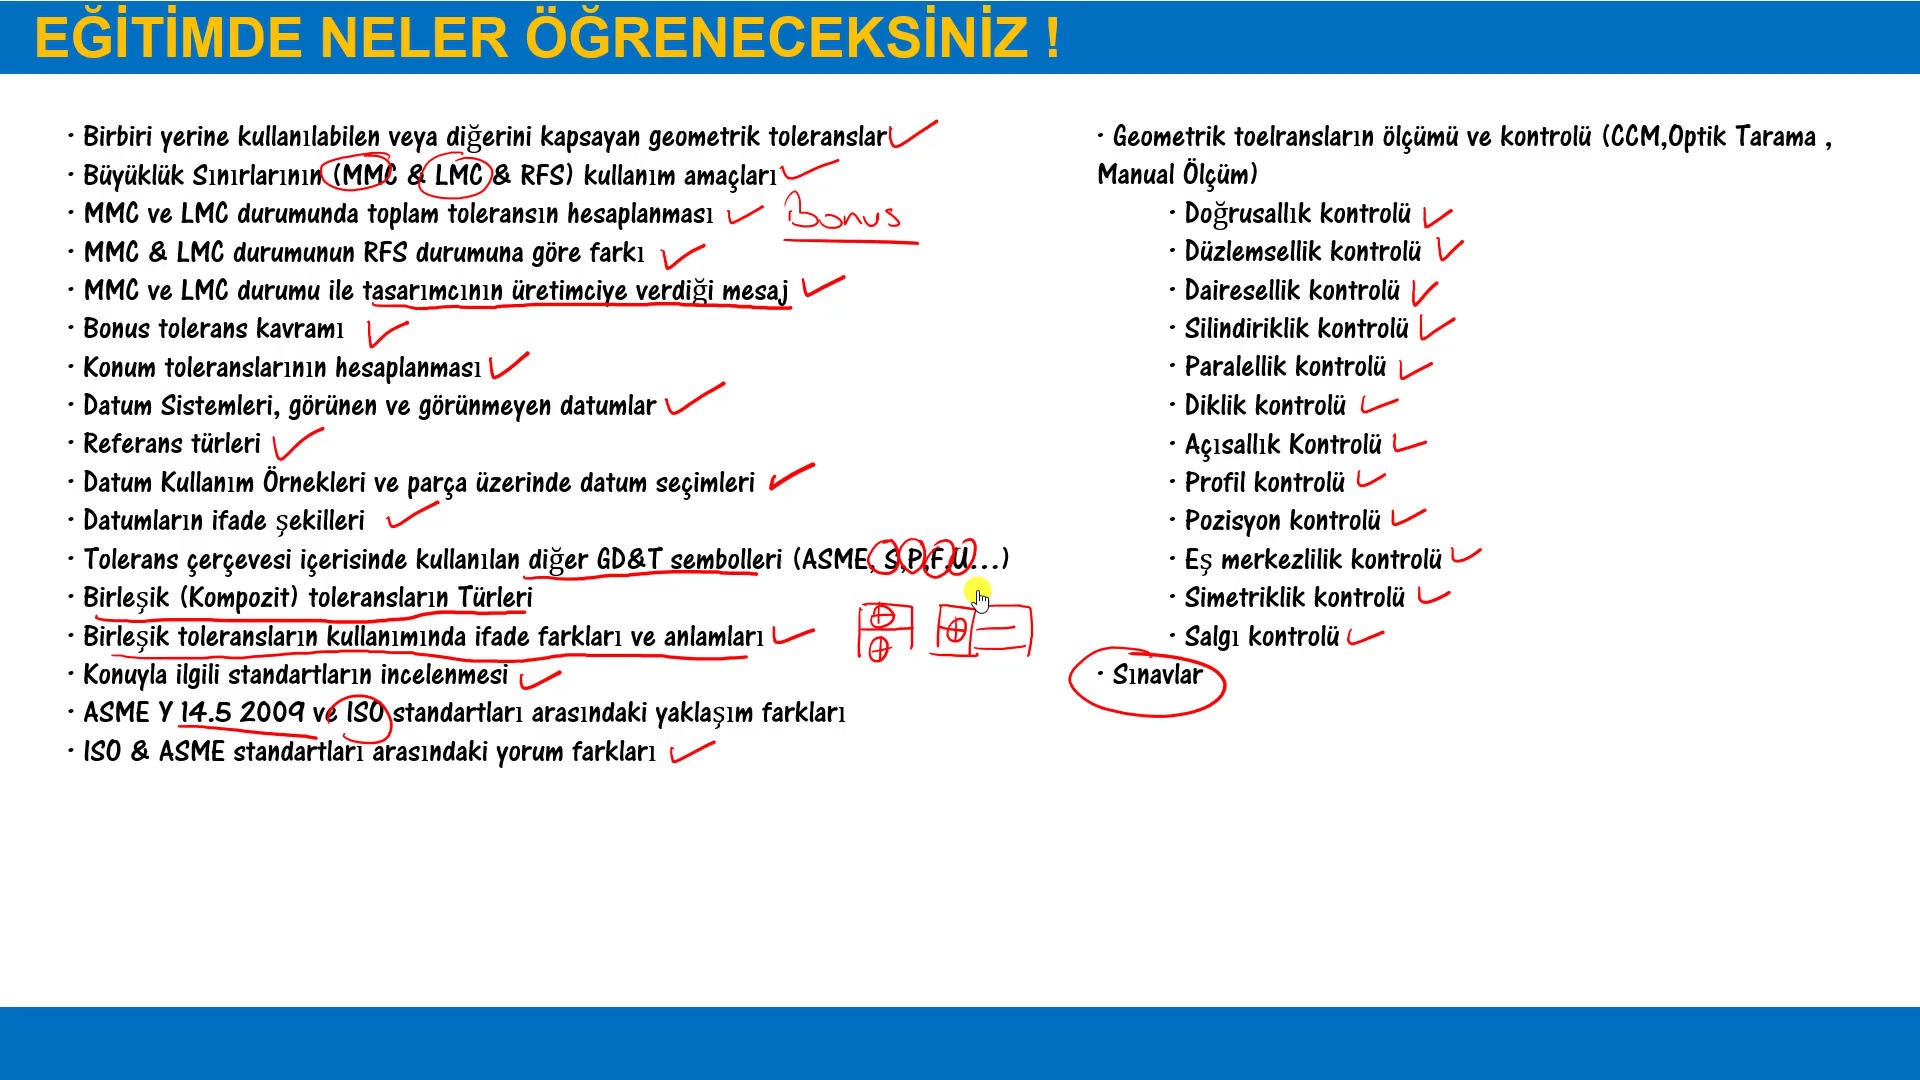 EĞİTİMDE NELER ÖĞRENECEKSİNİZ !
· Birbiri yerine kullanılabilen veya diğerini kapsayan geometrik toleranslar
· Büyüklük Sınırlarının (MMC & LMC & RFS) kullanım amaçları
· MMC ve LMC durumunda toplam toleransın hesaplanması
Bonus
· MMC & LMC durumunun RFS durumuna göre farkı
· MMC ve LMC durumu ile tasarımcının üretimciye verdiği mesaj
· Bonus tolerans kavramı
· Konum toleranslarının hesaplanması
· Datum Sistemleri, görünen ve görünmeyen datumlar
· Referans türleri
· Datum Kullanım Örnekleri ve parça üzerinde datum seçimleri
· Datumların ifade şekilleri
· Tolerans çerçevesi içerisinde kullanılan diğer GD&T sembolleri (ASME, S,P,F.U...)
· Birleşik (Kompozit) toleransların Türleri
· Birleşik toleransların kullanımında ifade farkları ve anlamları
· Konuyla ilgili standartların incelenmesi
· ASME Y 14.5 2009 ve ISO standartları arasındaki yaklaşım farkları
· ISO & ASME standartları arasındaki yorum farkları
· Geometrik toelransların ölçümü ve kontrolü (CCM,Optik Tarama ,
Manual Ölçüm)
· Doğrusallık kontrolü
· Düzlemsellik kontrolü
· Dairesellik kontrolü
· Silindiriklik kontrolü
· Paralellik kontrolü
· Diklik kontrolü
· Açısallık Kontrolü
· Profil kontrolü
· Pozisyon kontrolü
· Eş merkezlilik kontrolü
· Simetriklik kontrolü
· Salgı kontrolü
· Sınavlar